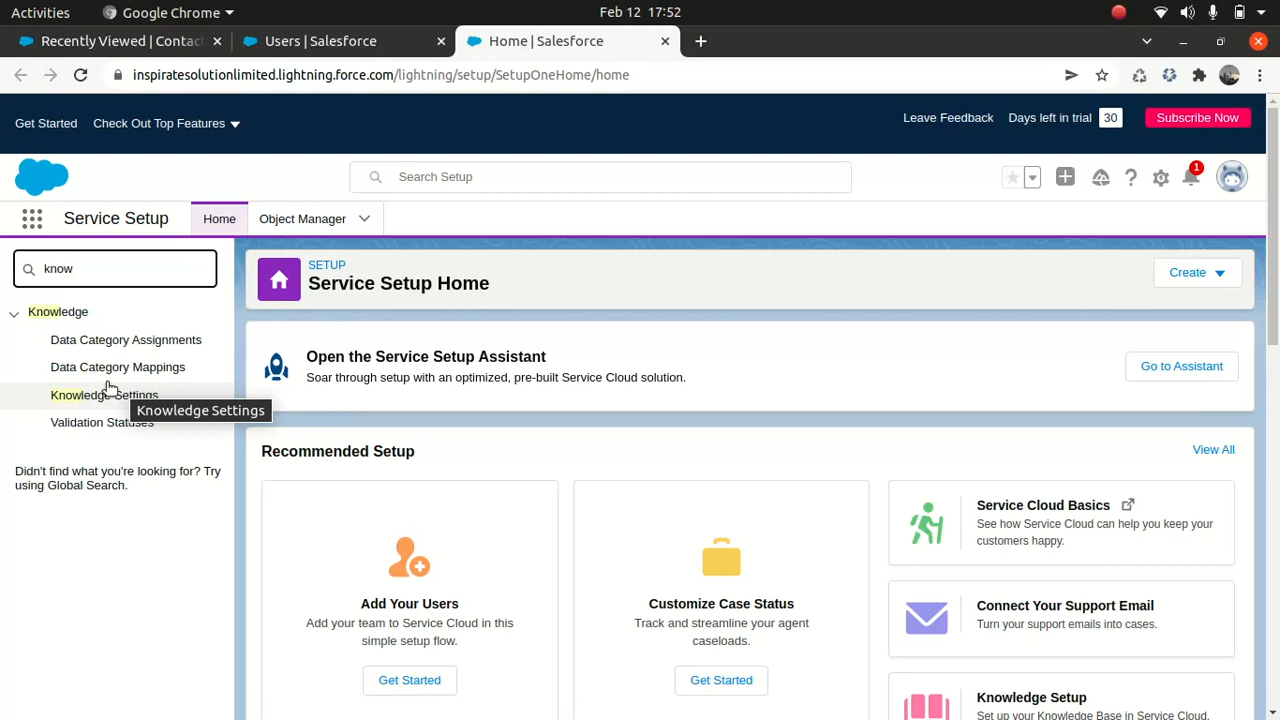 Activities Google Chrome Feb 12 17:52
Recently Viewed | Contac Users | Salesforce Home | Salesforce
inspiratesolutionlimited.lightning.force.com/lightning/setup/SetupOneHome/home
Get Started Check Out Top Features Leave Feedback Days left in trial 30 Subscribe Now
Search Setup 1
Service Setup Home Object Manager
know
Knowledge
Data Category Assignments
Data Category Mappings
Knowledge Settings
Knowledge Settings
Validation Statuses
Didn't find what you're looking for? Try
using Global Search.
SETUP
Service Setup Home
Create
Open the Service Setup Assistant
Soar through setup with an optimized, pre-built Service Cloud solution.
Go to Assistant
Recommended Setup
View All
Add Your Users
Add your team to Service Cloud in this
simple setup flow.
Get Started
Customize Case Status
Track and streamline your agent
caseloads.
Get Started
Service Cloud Basics
See how Service Cloud can help you keep your
customers happy.
Connect Your Support Email
Turn your support emails into cases.
Knowledge Setup
Set up your Knowledge Base in Service Cloud.